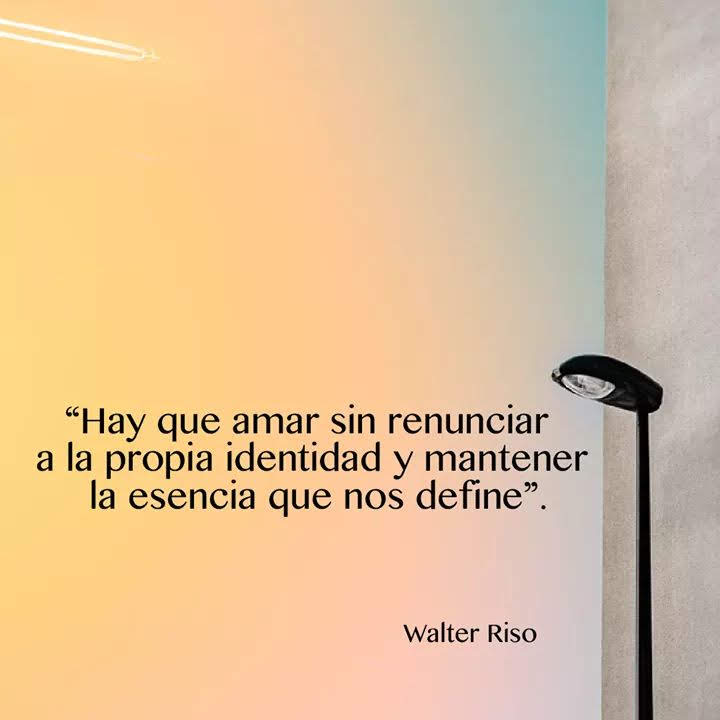 “Hay que amar sin renunciar
a la propia identidad y mantener
la esencia que nos define”.
Walter Riso